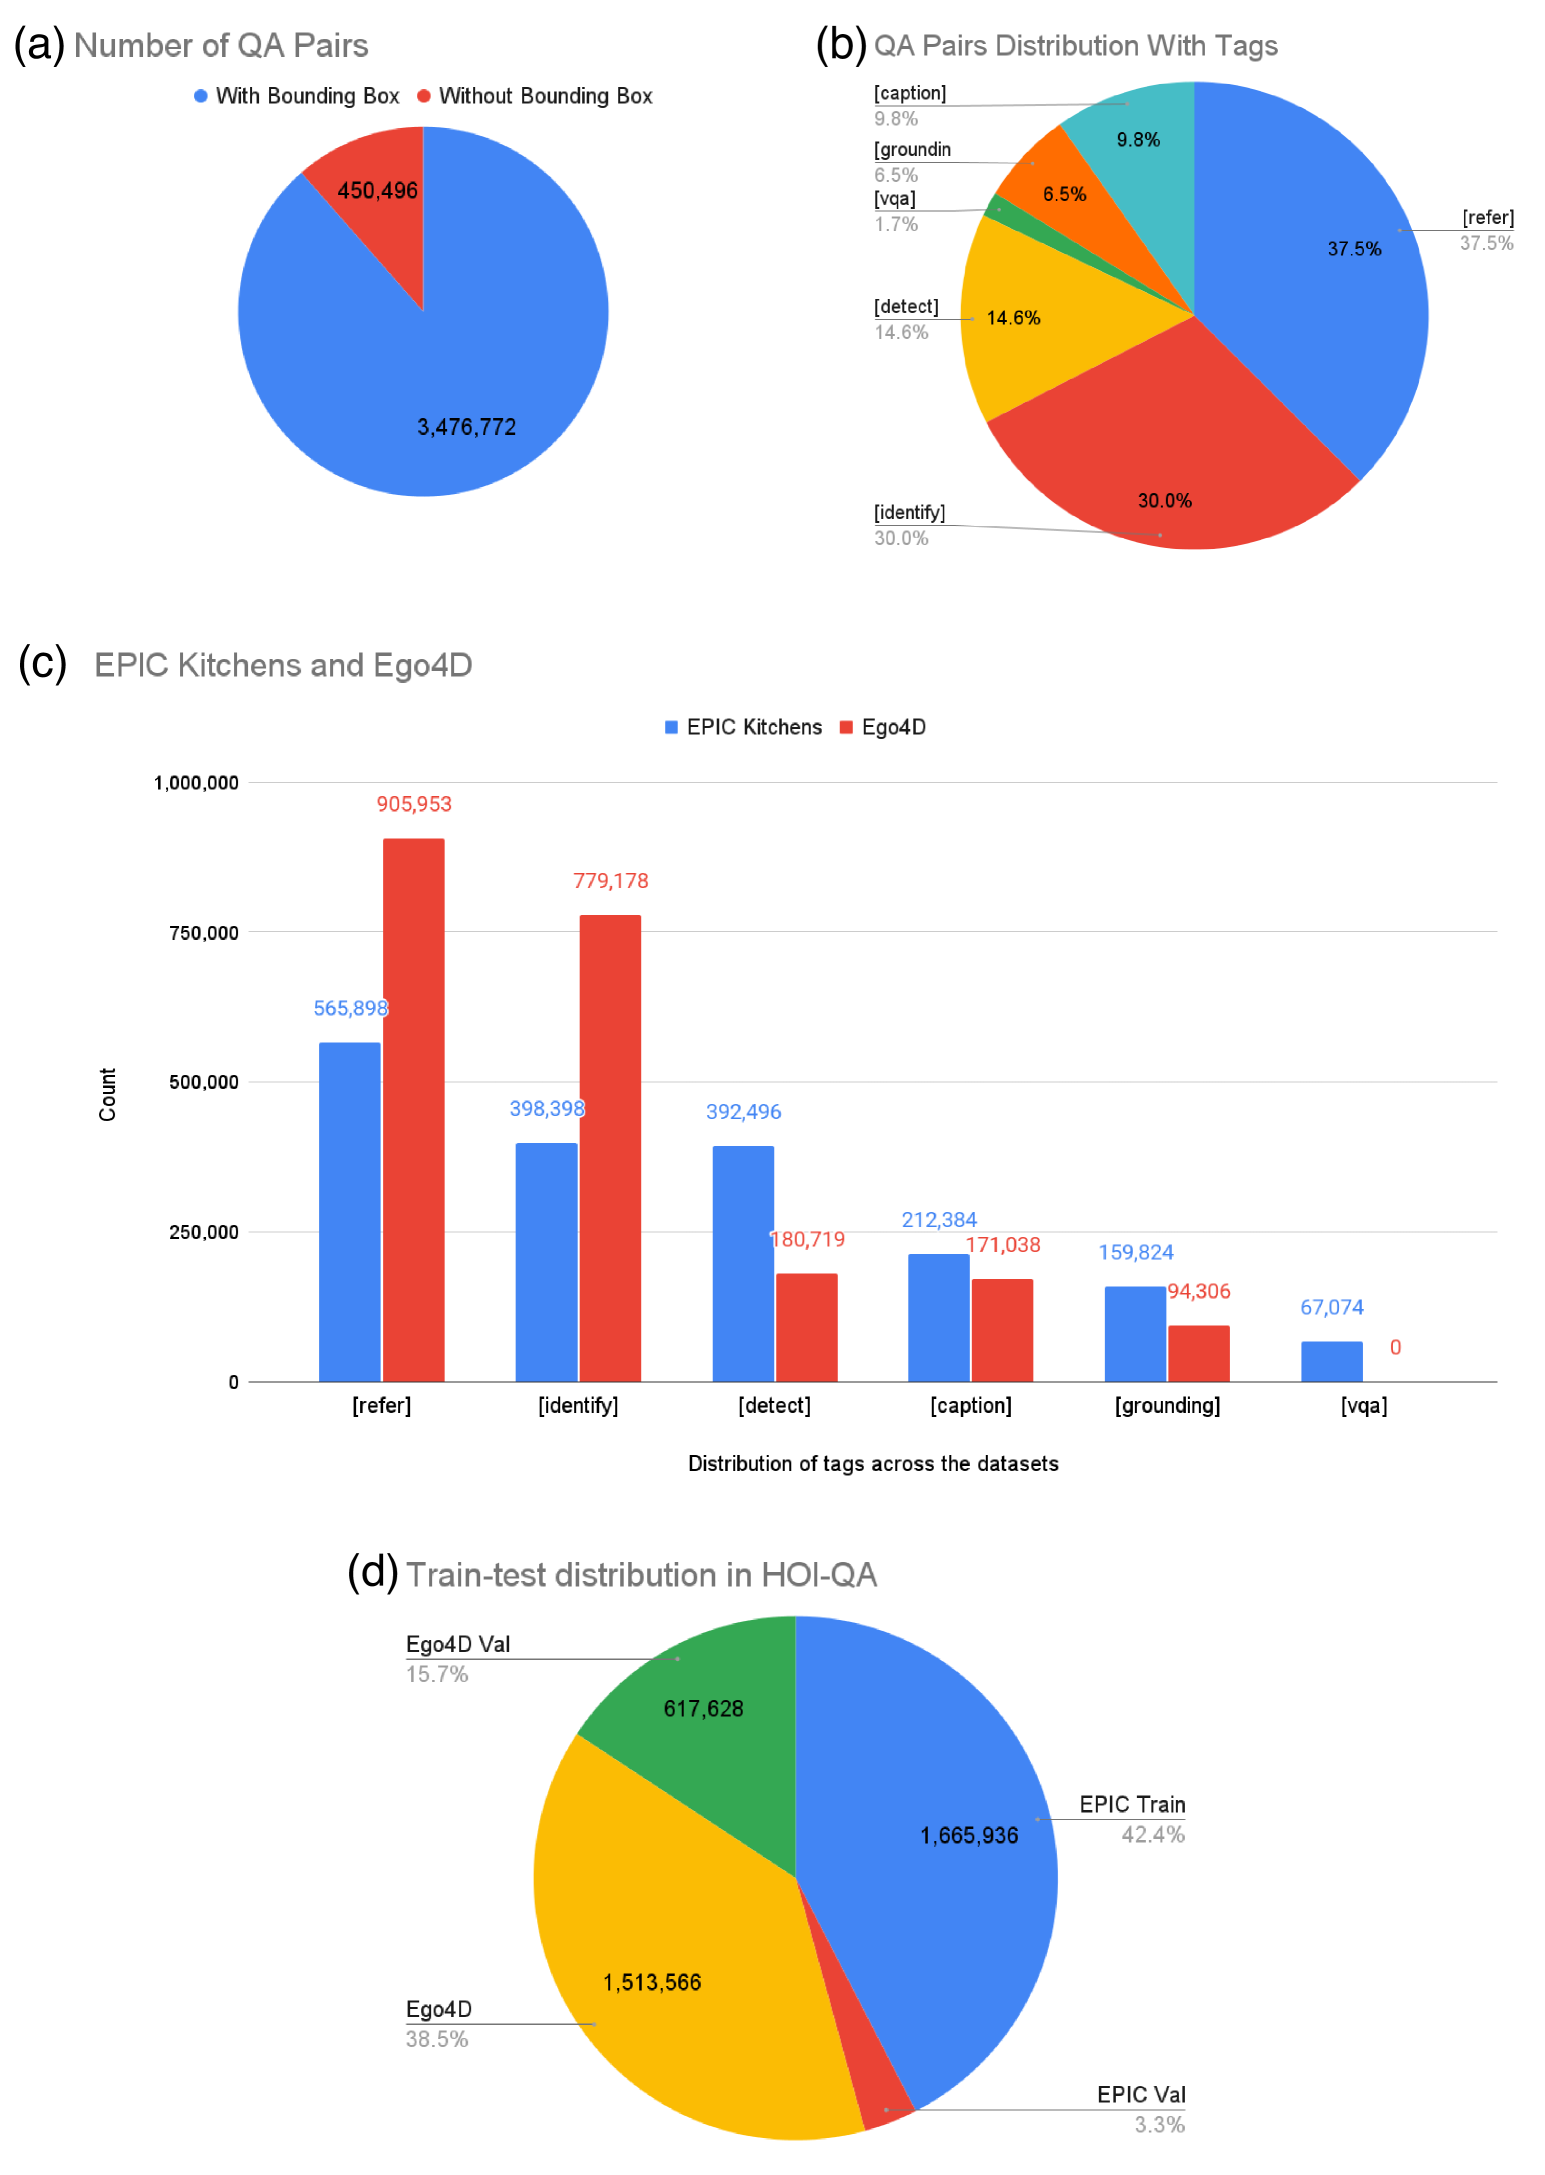 (a) Number of QA Pairs
With Bounding Box Without Bounding Box
450,496
3,476,772
(b) QA Pairs Distribution With Tags
[caption]
9.8%
9.8%
[groundin
6.5%
6.5%
[vqa]
1.7%
[refer]
37.5%
37.5%
[detect]
14.6%
14.6%
[identify]
30.0%
30.0%
(c) EPIC Kitchens and Ego4D
EPIC Kitchens Ego4D
Count
1,000,000
750,000
500,000
250,000
0
565,898
905,953
398,398
779,178
392,496
180,719
212,384
171,038
159,824
94,306
67,074
0
[refer] [identify] [detect] [caption] [grounding] [vqa]
Distribution of tags across the datasets
(d) Train-test distribution in HOI-QA
Ego4D Val
15.7%
617,628
EPIC Train
42.4%
1,665,936
Ego4D
38.5%
1,513,566
EPIC Val
3.3%